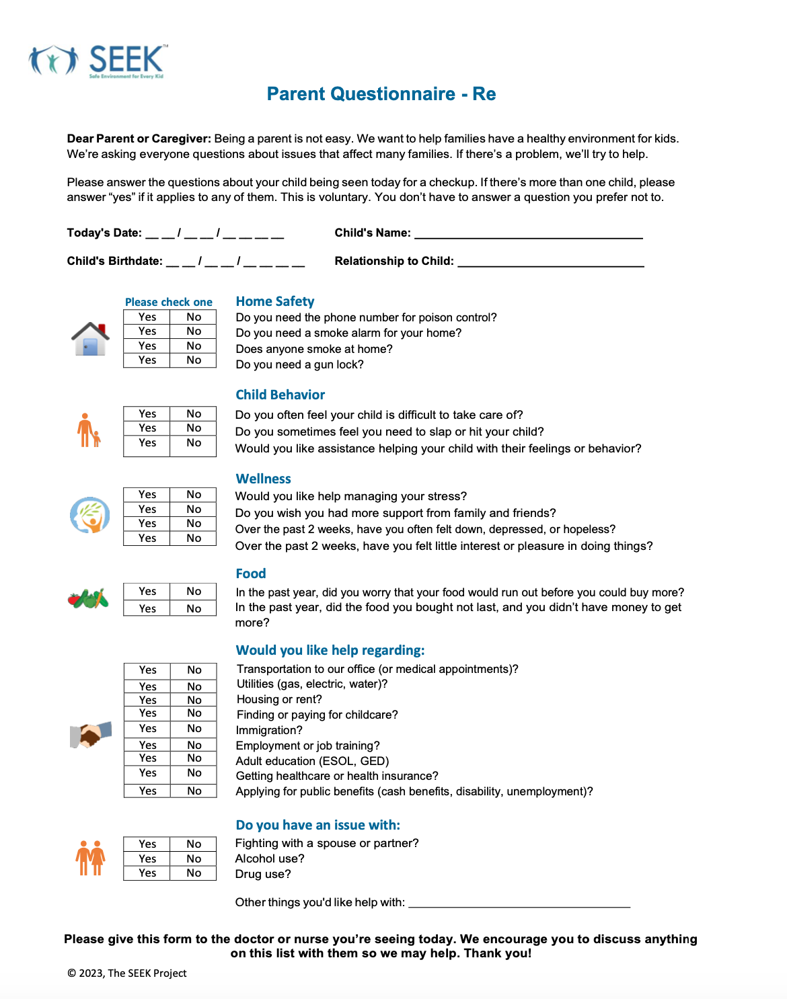 SEEK™
Safe Environment for Every Kid
Parent Questionnaire - Re
Dear Parent or Caregiver: Being a parent is not easy. We want to help families have a healthy environment for kids.
We’re asking everyone questions about issues that affect many families. If there’s a problem, we’ll try to help.
Please answer the questions about your child being seen today for a checkup. If there’s more than one child, please
answer “yes” if it applies to any of them. This is voluntary. You don’t have to answer a question you prefer not to.
Today's Date: __ __ / __ __ / __ __ __ __ Child's Name: ______________________________
Child's Birthdate: __ __ / __ __ / __ __ __ __ Relationship to Child: ______________________________
Please check one Home Safety
Yes No Do you need the phone number for poison control?
Yes No Do you need a smoke alarm for your home?
Yes No Does anyone smoke at home?
Yes No Do you need a gun lock?
Child Behavior
Yes No Do you often feel your child is difficult to take care of?
Yes No Do you sometimes feel you need to slap or hit your child?
Yes No Would you like assistance helping your child with their feelings or behavior?
Wellness
Yes No Would you like help managing your stress?
Yes No Do you wish you had more support from family and friends?
Yes No Over the past 2 weeks, have you often felt down, depressed, or hopeless?
Yes No Over the past 2 weeks, have you felt little interest or pleasure in doing things?
Food
Yes No In the past year, did you worry that your food would run out before you could buy more?
Yes No In the past year, did the food you bought not last, and you didn’t have money to get
more?
Would you like help regarding:
Yes No Transportation to our office (or medical appointments)?
Yes No Utilities (gas, electric, water)?
Yes No Housing or rent?
Yes No Finding or paying for childcare?
Yes No Immigration?
Yes No Employment or job training?
Yes No Adult education (ESOL, GED)
Yes No Getting healthcare or health insurance?
Yes No Applying for public benefits (cash benefits, disability, unemployment)?
Do you have an issue with:
Yes No Fighting with a spouse or partner?
Yes No Alcohol use?
Yes No Drug use?
Other things you'd like help with: ______________________________
Please give this form to the doctor or nurse you’re seeing today. We encourage you to discuss anything
on this list with them so we may help. Thank you!
© 2023, The SEEK Project